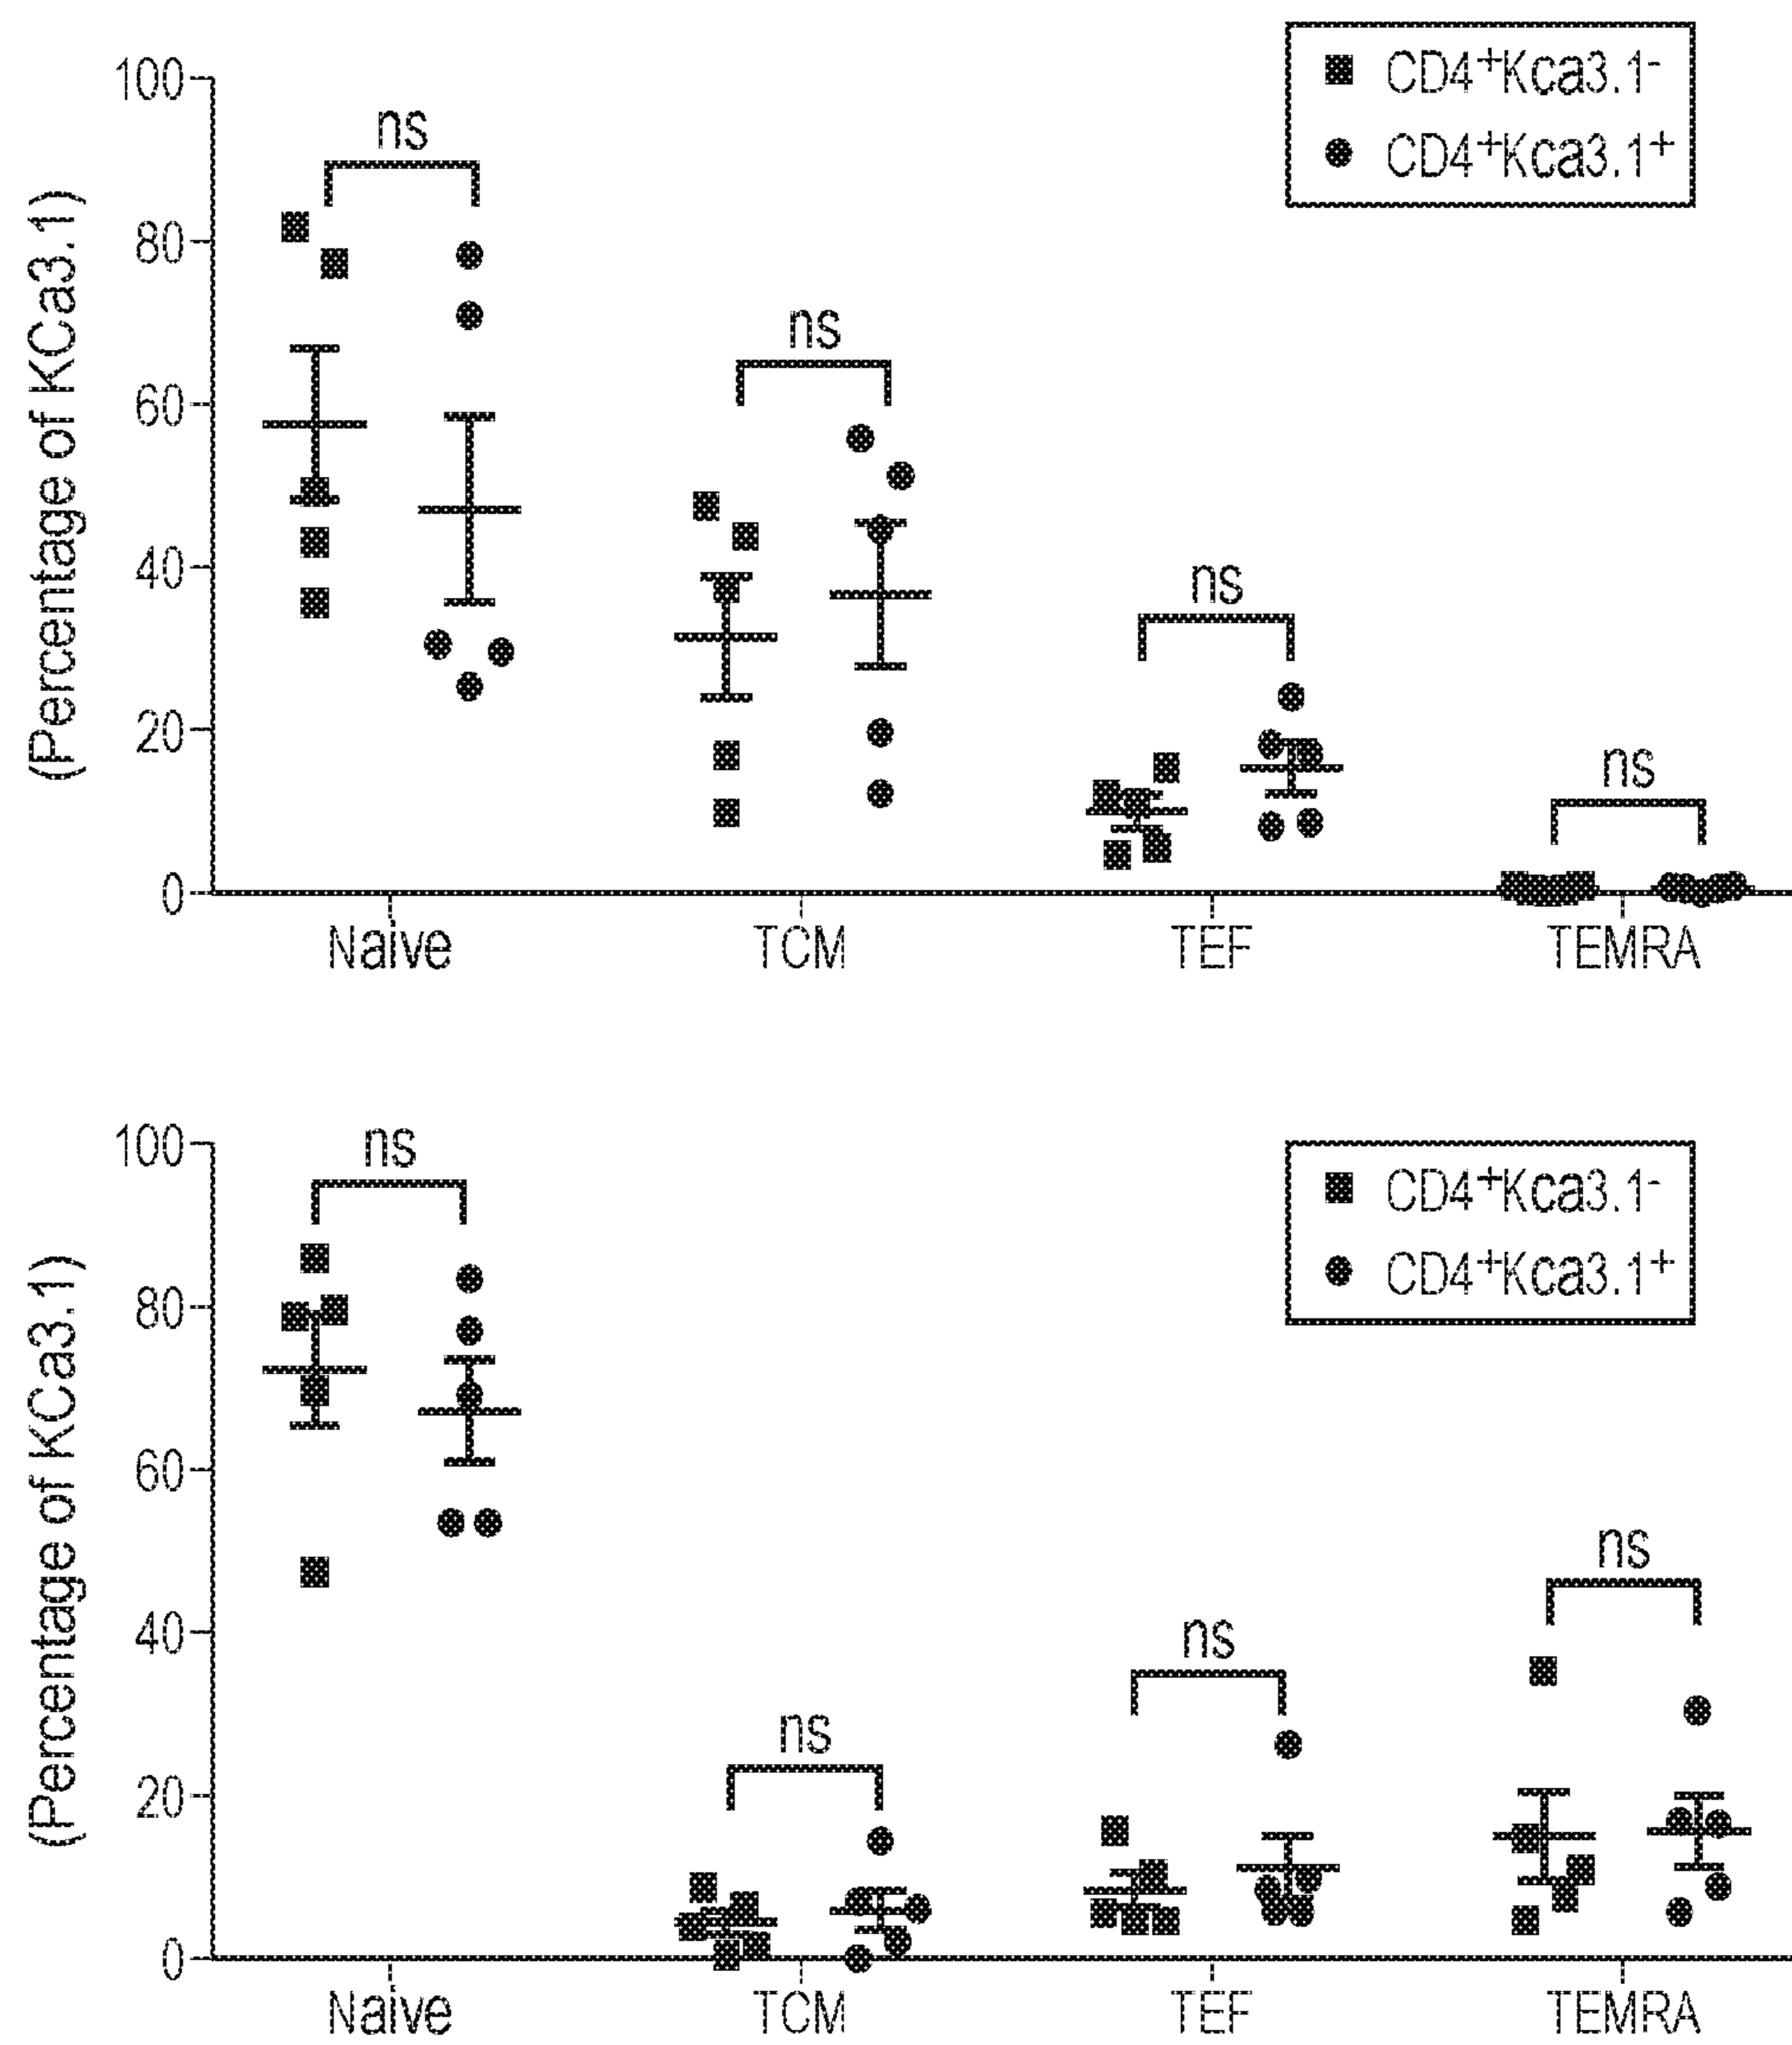 CD4⁺Kca3.1⁻
CD4⁺Kca3.1⁺
(Percentage of KCa3.1)
100
80
60
40
20
0
ns
ns
ns
ns
Naive
TCM
TEF
TEMRA
CD4⁺Kca3.1⁻
CD4⁺Kca3.1⁺
(Percentage of KCa3.1)
100
80
60
40
20
0
ns
ns
ns
ns
Naive
TCM
TEF
TEMRA